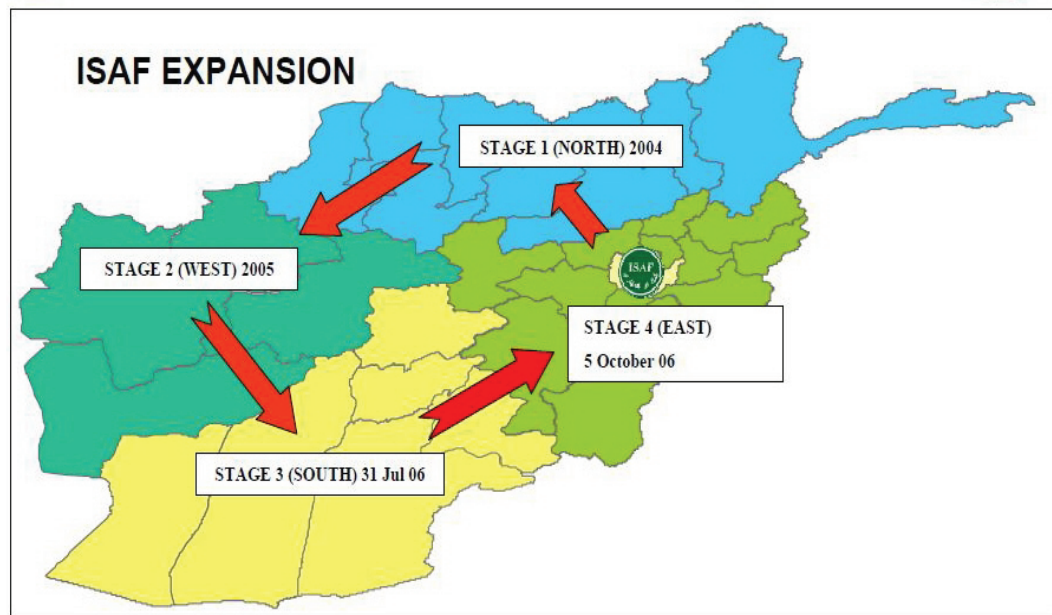 ISAF EXPANSION
STAGE 1 (NORTH) 2004
STAGE 2 (WEST) 2005
ISAF
STAGE 4 (EAST)
5 October 06
STAGE 3 (SOUTH) 31 Jul 06